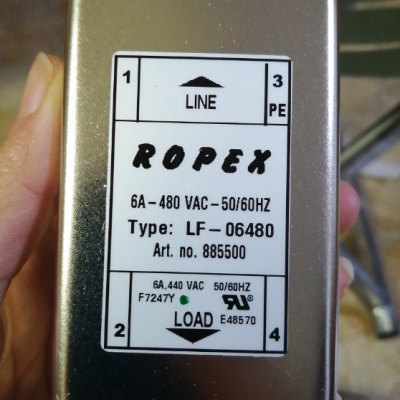 1
3
LINE
PE
ROPEX
6A-480 VAC-50/60HZ
Type: LF-06480
Art. no. 885500
6A,440 VAC 50/60HZ
F7247Y
RU
2
LOAD
E48570
4